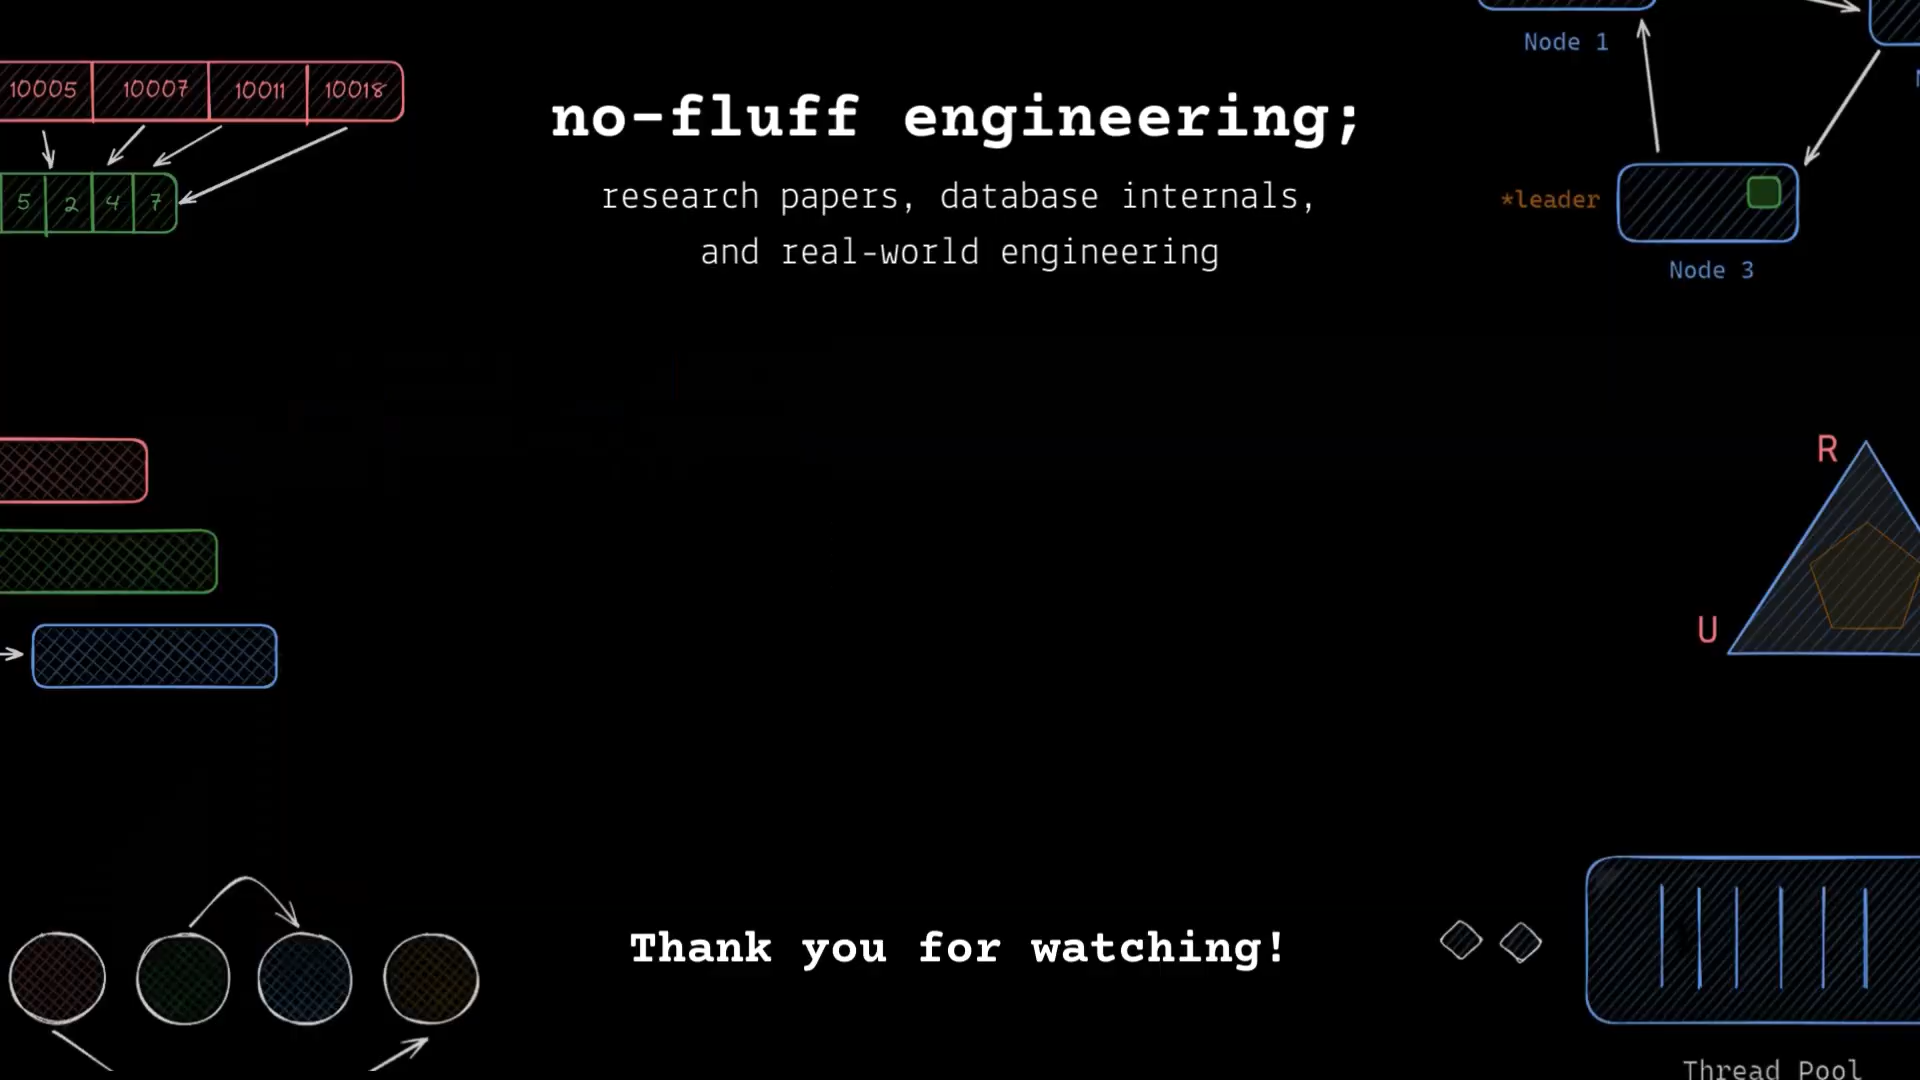 10005 10007 10011 10018
5 2 4 7
no-fluff engineering;
research papers, database internals,
and real-world engineering
Node 1
*leader
Node 3
R
U
Thank you for watching!
Thread Pool